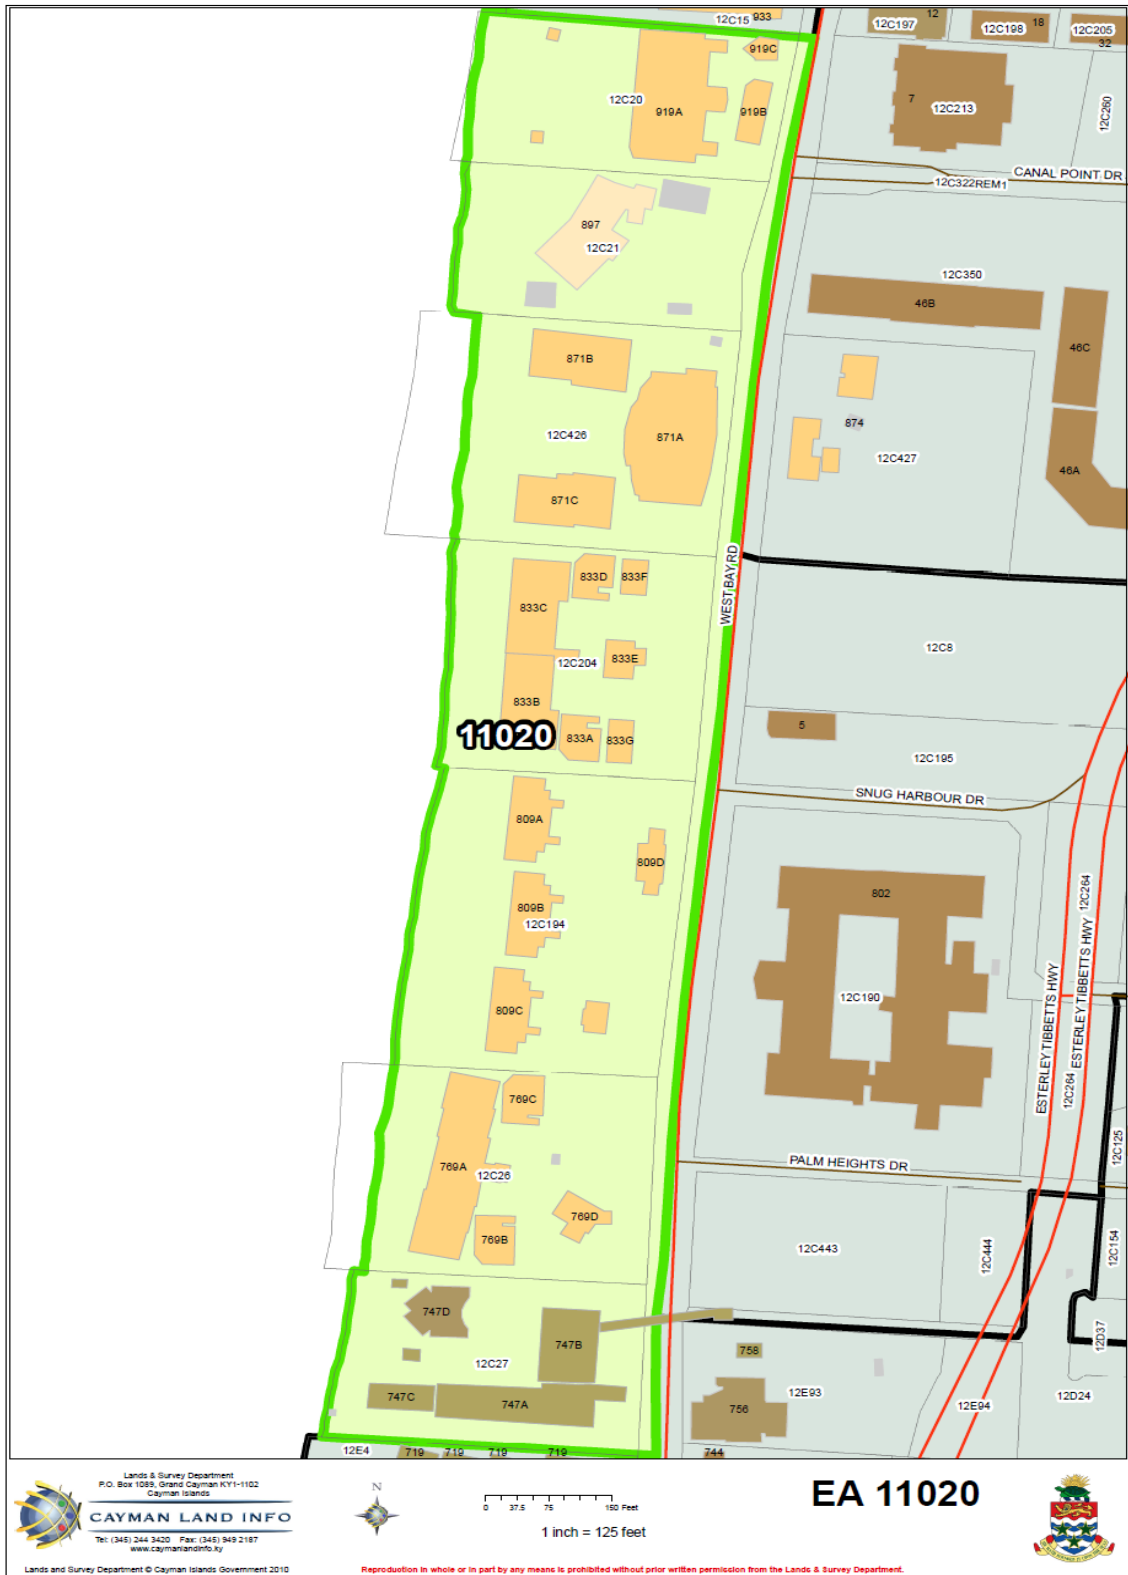 12C15
933
12C197
12
12C198
18
12C205
32
919C
12C20
919A
919B
7
12C213
12C260
CANAL POINT DR
12C322REM1
897
12C21
12C350
46B
46C
871B
871A
12C426
874
12C427
46A
871C
WEST BAY RD
833D
833F
833C
12C204
833E
12C8
833B
11020
833A
833G
5
12C195
SNUG HARBOUR DR
809A
809D
802
809B
12C194
12C264
ESTERLEY TIBBETTS HWY
12C190
809C
ESTERLEY TIBBETTS HWY
12C264
769C
12C125
769A
12C26
PALM HEIGHTS DR
769D
769B
12C443
12C444
12C154
747D
747B
12C27
758
12D37
747C
747A
12E93
756
12E94
12D24
12E4
719
719
719
719
744
Lands & Survey Department
P.O. Box 1089, Grand Cayman KY1-1102
Cayman Islands
CAYMAN LAND INFO
Tel: (345) 244 3420 Fax: (345) 949 2187
www.caymanlandinfo.ky
Lands and Survey Department © Cayman Islands Government 2010
N
0 37.5 75 150 Feet
1 inch = 125 feet
EA 11020
Reproduction in whole or in part by any means is prohibited without prior written permission from the Lands & Survey Department.